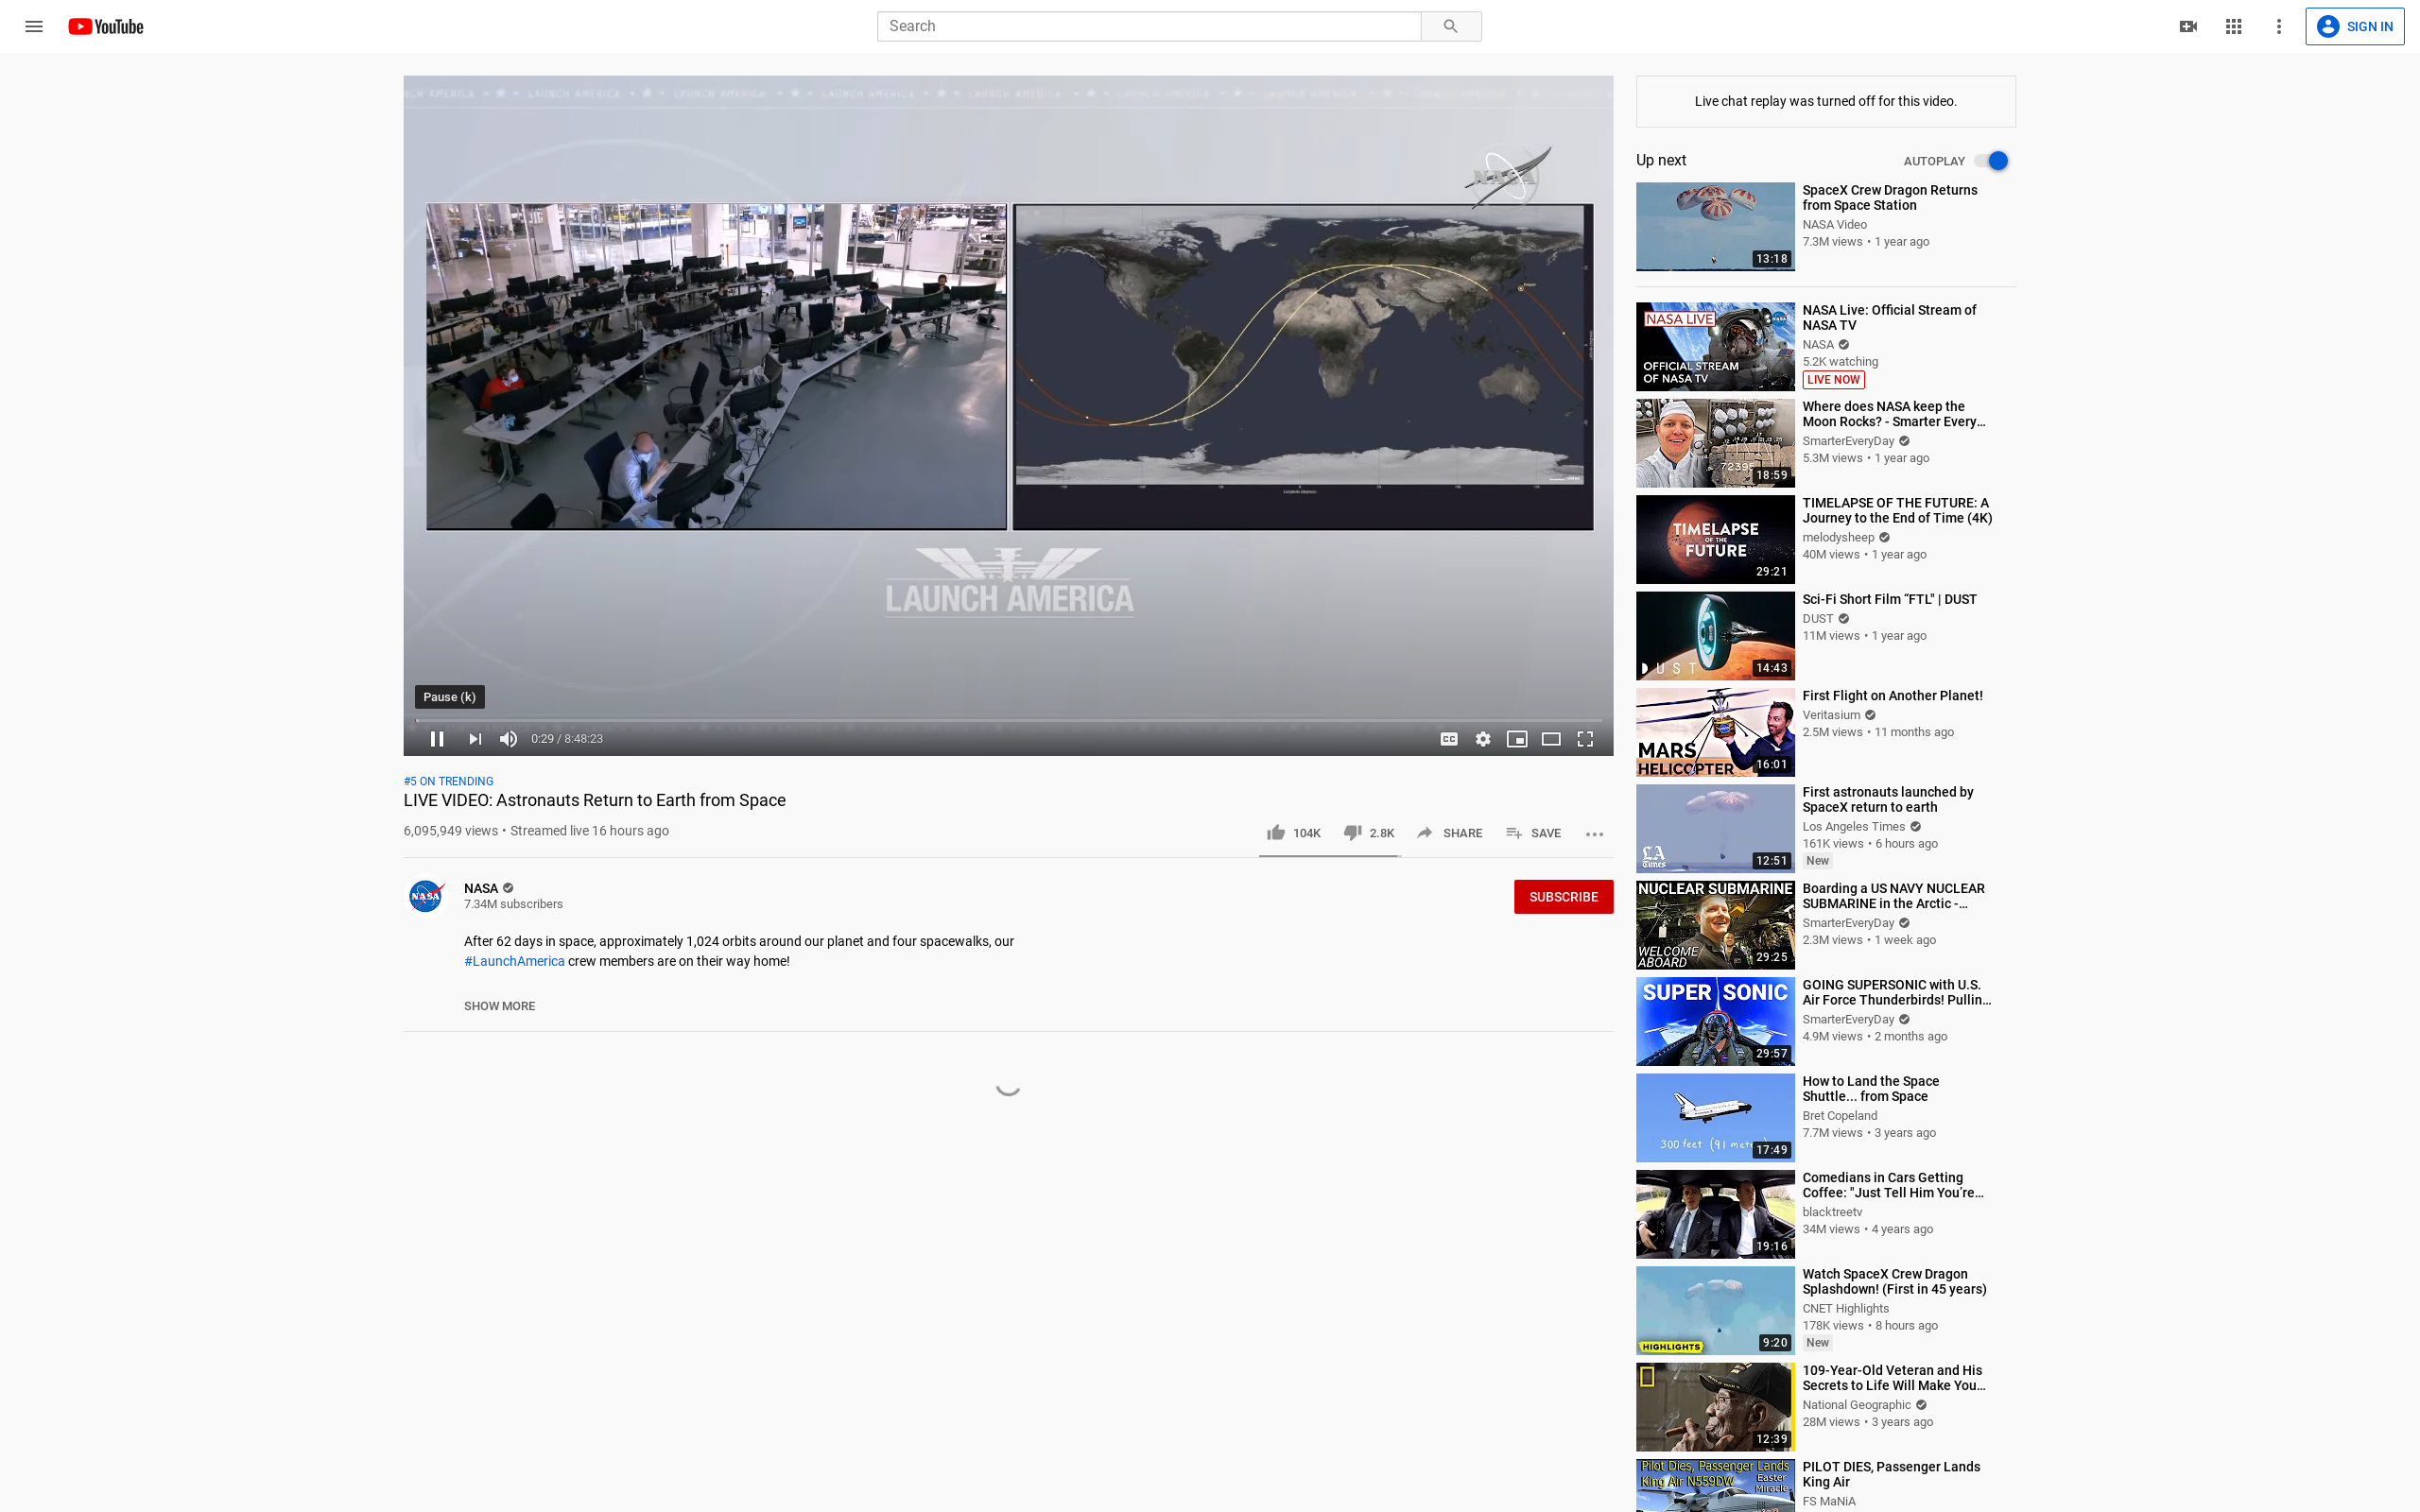 YouTube
Search
SIGN IN
LAUNCH AMERICA
LAUNCH AMERICA
LAUNCH AMERICA
NASA
LAUNCH AMERICA
Pause (k)
0:29 / 8:48:23
CC
#5 ON TRENDING
LIVE VIDEO: Astronauts Return to Earth from Space
6,095,949 views • Streamed live 16 hours ago
104K
2.8K
SHARE
SAVE
NASA
7.34M subscribers
SUBSCRIBE
After 62 days in space, approximately 1,024 orbits around our planet and four spacewalks, our
#LaunchAmerica crew members are on their way home!
SHOW MORE
Live chat replay was turned off for this video.
Up next
AUTOPLAY
13:18
SpaceX Crew Dragon Returns
from Space Station
NASA Video
7.3M views • 1 year ago
NASA LIVE
OFFICIAL STREAM
OF NASA TV
NASA Live: Official Stream of
NASA TV
NASA
5.2K watching
LIVE NOW
72395
18:59
Where does NASA keep the
Moon Rocks? - Smarter Every…
SmarterEveryDay
5.3M views • 1 year ago
TIMELAPSE
OF THE
FUTURE
29:21
TIMELAPSE OF THE FUTURE: A
Journey to the End of Time (4K)
melodysheep
40M views • 1 year ago
DUST
14:43
Sci-Fi Short Film “FTL" | DUST
DUST
11M views • 1 year ago
MARS
HELICOPTER
16:01
First Flight on Another Planet!
Veritasium
2.5M views • 11 months ago
LA
Times
12:51
First astronauts launched by
SpaceX return to earth
Los Angeles Times
161K views • 6 hours ago
New
NUCLEAR SUBMARINE
WELCOME
ABOARD
29:25
Boarding a US NAVY NUCLEAR
SUBMARINE in the Arctic -…
SmarterEveryDay
2.3M views • 1 week ago
SUPER SONIC
29:57
GOING SUPERSONIC with U.S.
Air Force Thunderbirds! Pullin…
SmarterEveryDay
4.9M views • 2 months ago
300 feet (91
17:49
How to Land the Space
Shuttle... from Space
Bret Copeland
7.7M views • 3 years ago
19:16
Comedians in Cars Getting
Coffee: "Just Tell Him You’re…
blacktreetv
34M views • 4 years ago
HIGHLIGHTS
9:20
Watch SpaceX Crew Dragon
Splashdown! (First in 45 years)
CNET Highlights
178K views • 8 hours ago
New
12:39
109-Year-Old Veteran and His
Secrets to Life Will Make You…
National Geographic
28M views • 3 years ago
Pilot Dies, Passenger Lands
King Air N559DW
Easter
Miracle
PILOT DIES, Passenger Lands
King Air
FS MaNiA